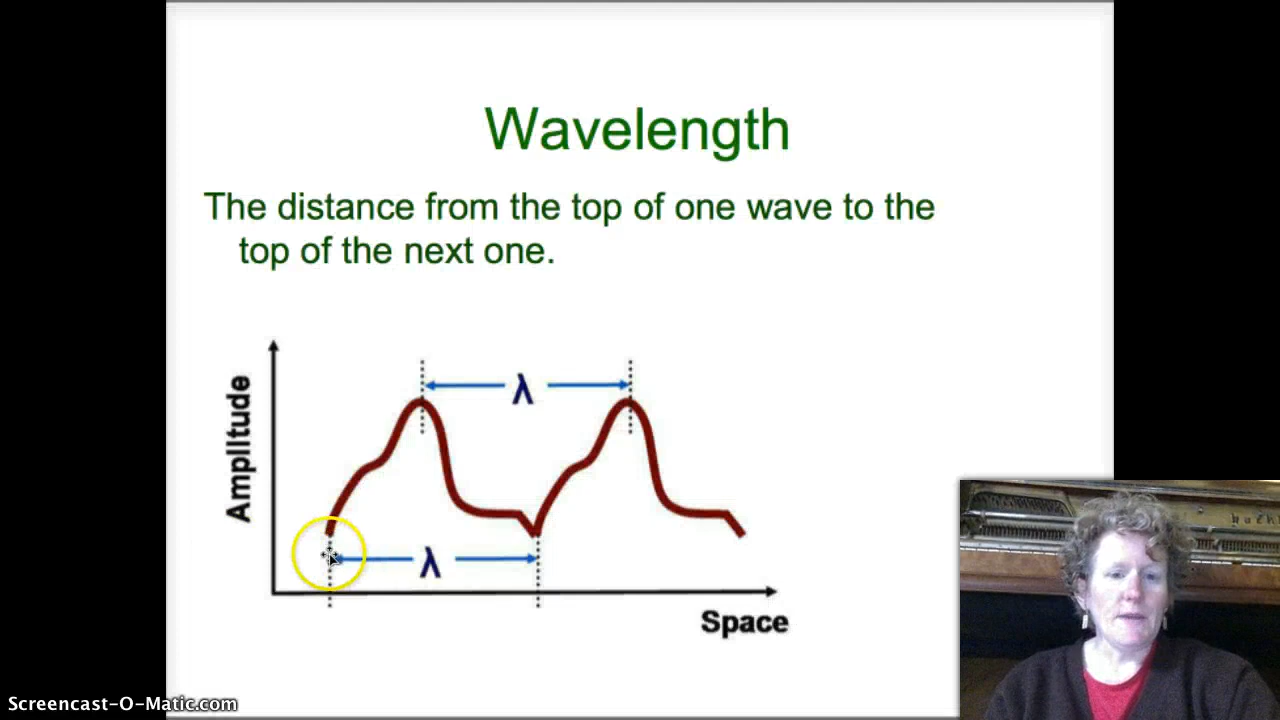 Wavelength
The distance from the top of one wave to the
top of the next one.
λ
Amplitude
λ
Space
Screencast-O-Matic.com